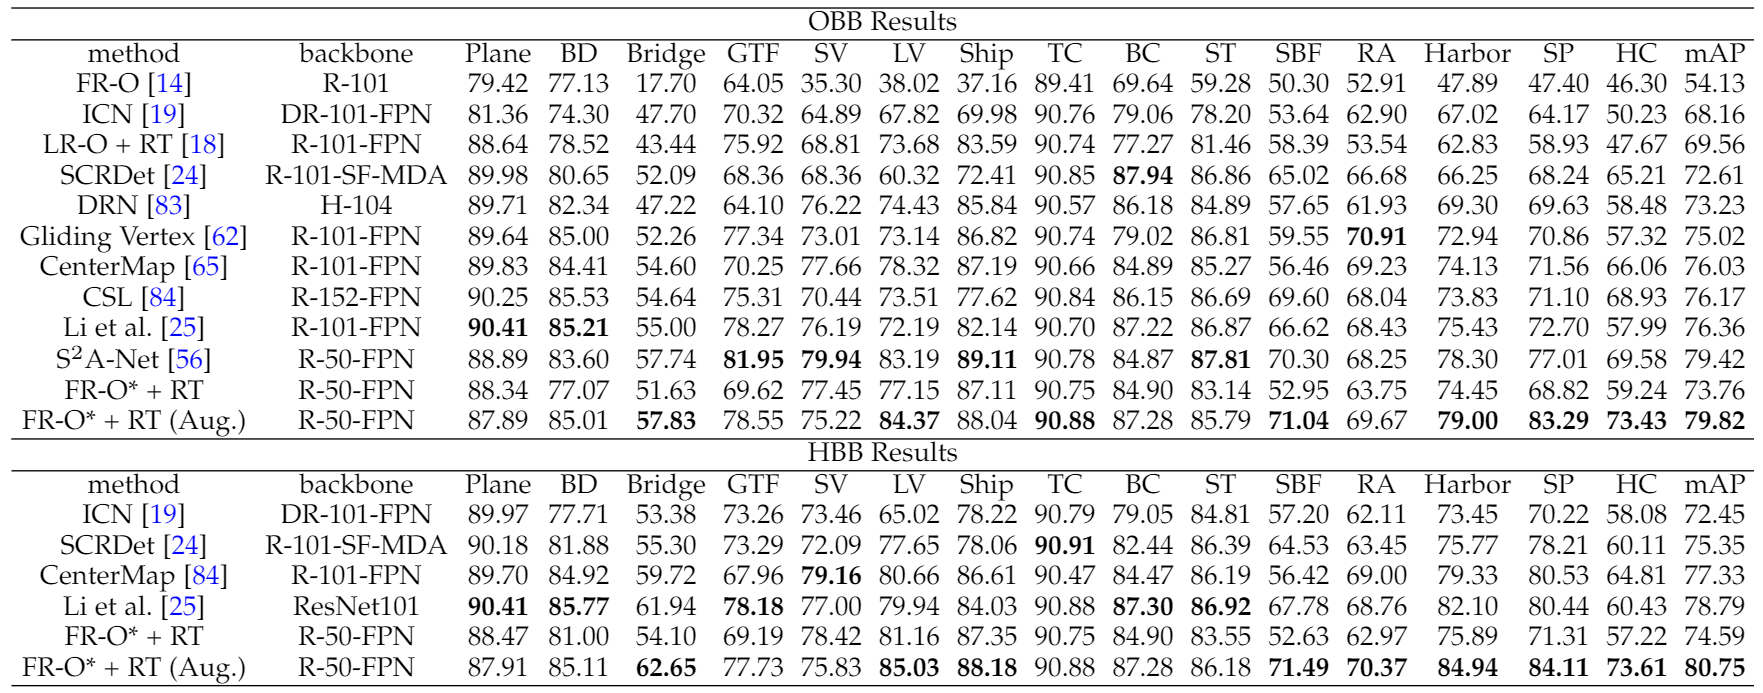 OBB Results
method backbone Plane BD Bridge GTF SV LV Ship TC BC ST SBF RA Harbor SP HC mAP
FR-O [14] R-101 79.42 77.13 17.70 64.05 35.30 38.02 37.16 89.41 69.64 59.28 50.30 52.91 47.89 47.40 46.30 54.13
ICN [19] DR-101-FPN 81.36 74.30 47.70 70.32 64.89 67.82 69.98 90.76 79.06 78.20 53.64 62.90 67.02 64.17 50.23 68.16
LR-O + RT [18] R-101-FPN 88.64 78.52 43.44 75.92 68.81 73.68 83.59 90.74 77.27 81.46 58.39 53.54 62.83 58.93 47.67 69.56
SCRDet [24] R-101-SF-MDA 89.98 80.65 52.09 68.36 68.36 60.32 72.41 90.85 87.94 86.86 65.02 66.68 66.25 68.24 65.21 72.61
DRN [83] H-104 89.71 82.34 47.22 64.10 76.22 74.43 85.84 90.57 86.18 84.89 57.65 61.93 69.30 69.63 58.48 73.23
Gliding Vertex [62] R-101-FPN 89.64 85.00 52.26 77.34 73.01 73.14 86.82 90.74 79.02 86.81 59.55 70.91 72.94 70.86 57.32 75.02
CenterMap [65] R-101-FPN 89.83 84.41 54.60 70.25 77.66 78.32 87.19 90.66 84.89 85.27 56.46 69.23 74.13 71.56 66.06 76.03
CSL [84] R-152-FPN 90.25 85.53 54.64 75.31 70.44 73.51 77.62 90.84 86.15 86.69 69.60 68.04 73.83 71.10 68.93 76.17
Li et al. [25] R-101-FPN 90.41 85.21 55.00 78.27 76.19 72.19 82.14 90.70 87.22 86.87 66.62 68.43 75.43 72.70 57.99 76.36
S²A-Net [56] R-50-FPN 88.89 83.60 57.74 81.95 79.94 83.19 89.11 90.78 84.87 87.81 70.30 68.25 78.30 77.01 69.58 79.42
FR-O* + RT R-50-FPN 88.34 77.07 51.63 69.62 77.45 77.15 87.11 90.75 84.90 83.14 52.95 63.75 74.45 68.82 59.24 73.76
FR-O* + RT (Aug.) R-50-FPN 87.89 85.01 57.83 78.55 75.22 84.37 88.04 90.88 87.28 85.79 71.04 69.67 79.00 83.29 73.43 79.82
HBB Results
method backbone Plane BD Bridge GTF SV LV Ship TC BC ST SBF RA Harbor SP HC mAP
ICN [19] DR-101-FPN 89.97 77.71 53.38 73.26 73.46 65.02 78.22 90.79 79.05 84.81 57.20 62.11 73.45 70.22 58.08 72.45
SCRDet [24] R-101-SF-MDA 90.18 81.88 55.30 73.29 72.09 77.65 78.06 90.91 82.44 86.39 64.53 63.45 75.77 78.21 60.11 75.35
CenterMap [84] R-101-FPN 89.70 84.92 59.72 67.96 79.16 80.66 86.61 90.47 84.47 86.19 56.42 69.00 79.33 80.53 64.81 77.33
Li et al. [25] ResNet101 90.41 85.77 61.94 78.18 77.00 79.94 84.03 90.88 87.30 86.92 67.78 68.76 82.10 80.44 60.43 78.79
FR-O* + RT R-50-FPN 88.47 81.00 54.10 69.19 78.42 81.16 87.35 90.75 84.90 83.55 52.63 62.97 75.89 71.31 57.22 74.59
FR-O* + RT (Aug.) R-50-FPN 87.91 85.11 62.65 77.73 75.83 85.03 88.18 90.88 87.28 86.18 71.49 70.37 84.94 84.11 73.61 80.75